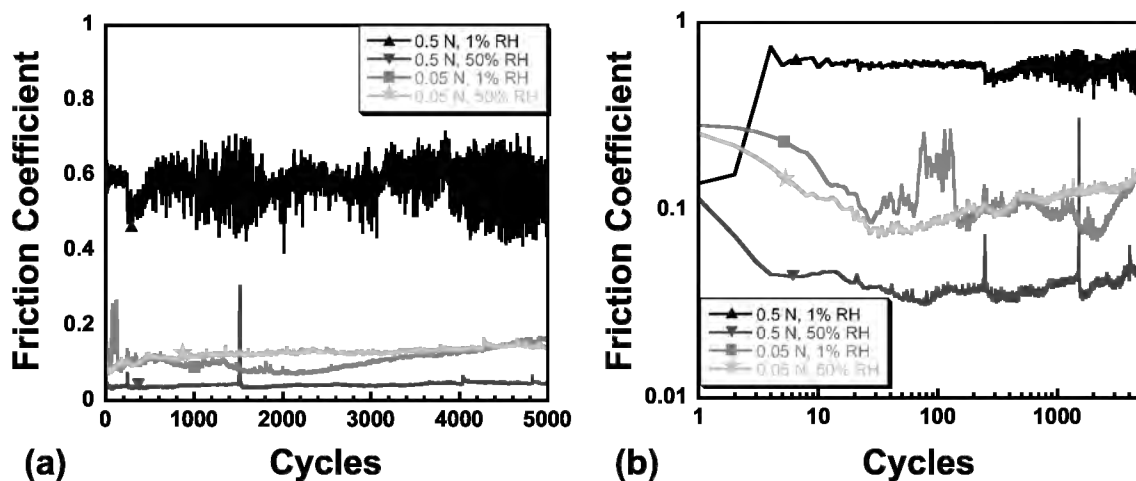 1
0.8
0.6
0.4
0.2
0
Friction Coefficient
0.5 N, 1% RH
0.5 N, 50% RH
0.05 N, 1% RH
0.05 N, 50% RH
0 1000 2000 3000 4000 5000
(a) Cycles
1
0.1
0.01
Friction Coefficient
0.5 N, 1% RH
0.5 N, 50% RH
0.05 N, 1% RH
0.05 N, 50% RH
1 10 100 1000
(b) Cycles